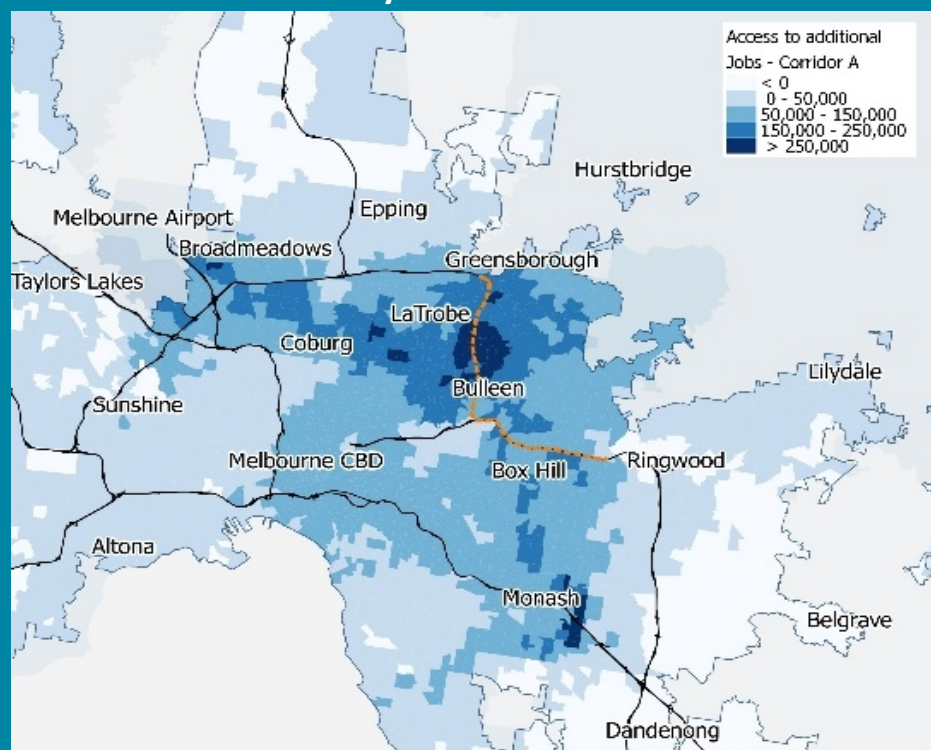 Access to additional
Jobs - Corridor A
< 0
0 - 50,000
50,000 - 150,000
150,000 - 250,000
> 250,000
Hurstbridge
Epping
Melbourne Airport
Broadmeadows
Greensborough
Taylors Lakes
LaTrobe
Coburg
Lilydale
Bulleen
Sunshine
Melbourne CBD
Box Hill
Ringwood
Altona
Monash
Belgrave
Dandenong